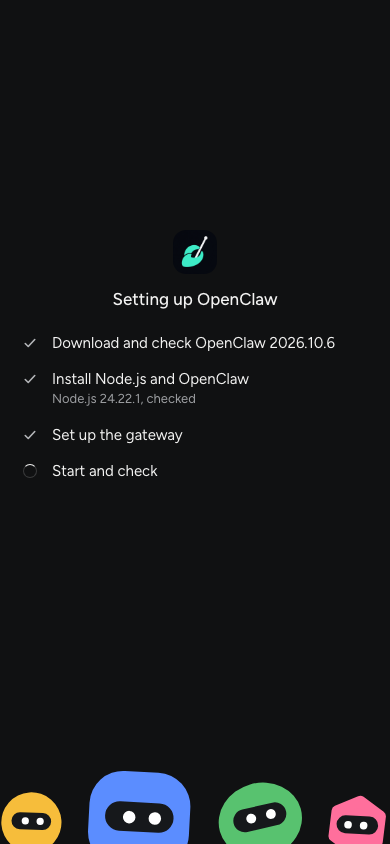 Setting up OpenClaw
Download and check OpenClaw 2026.10.6
Install Node.js and OpenClaw
Node.js 24.22.1, checked
Set up the gateway
Start and check